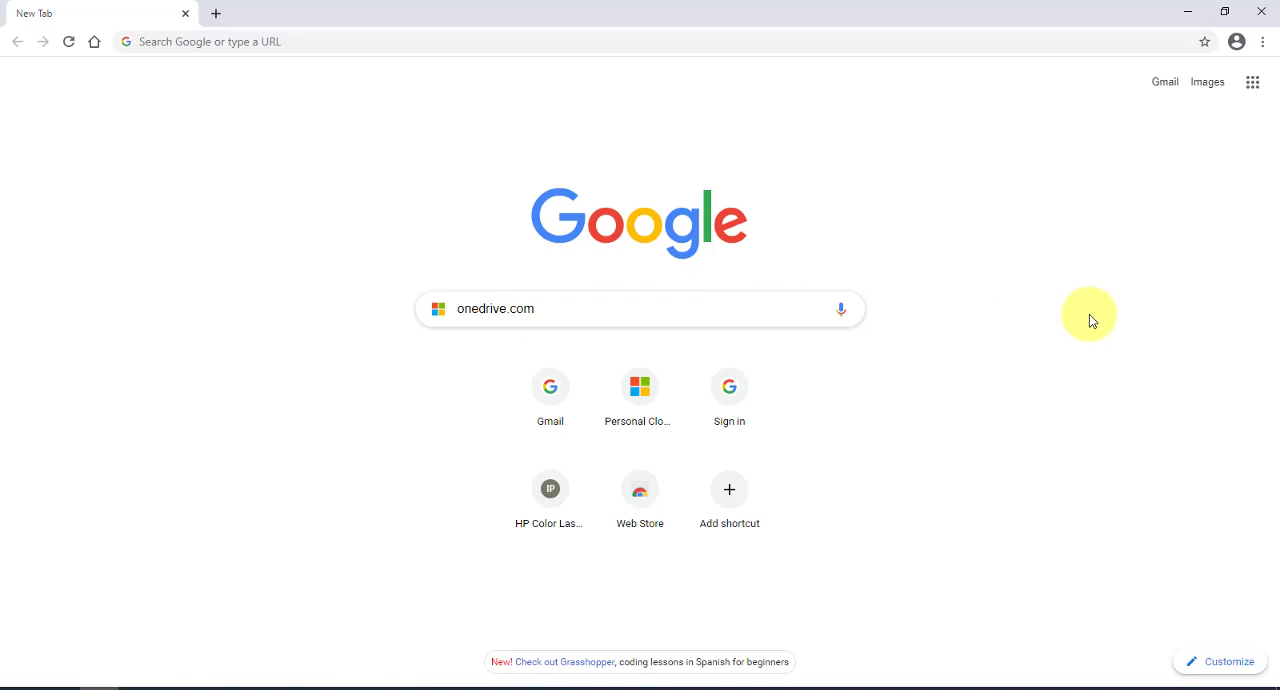 New Tab
Search Google or type a URL
Gmail Images
Google
onedrive.com
Gmail Personal Clo... Sign in
IP
HP Color Las... Web Store Add shortcut
New! Check out Grasshopper, coding lessons in Spanish for beginners
Customize